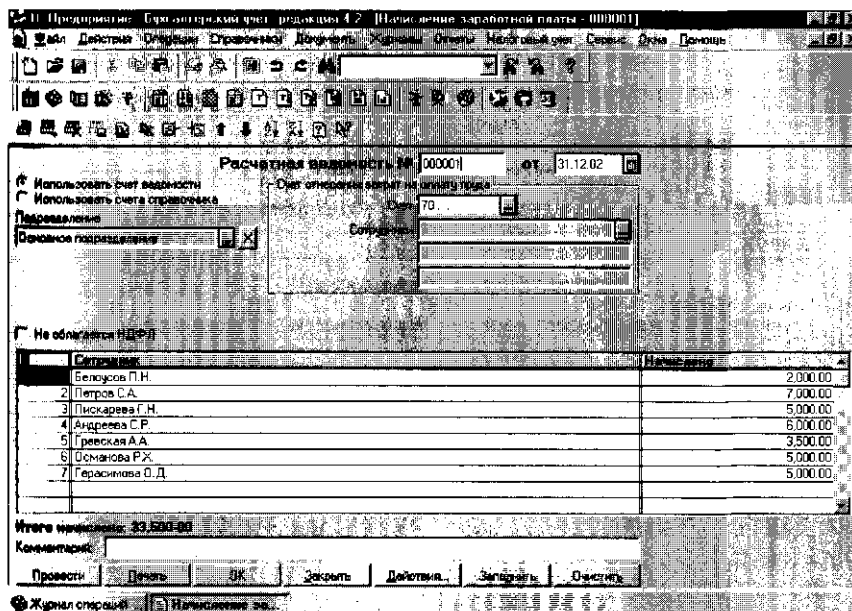 1С Предприятие - Бухгалтерский учет, редакция 4.2 - [Начисление заработной платы - 000001]
Файл Действия Операции Справочники Документы Журналы Отчеты Налоговый учет Сервис Окна Помощь
Расчетная ведомость № 000001 от 31.12.02
Использовать счет ведомости
Использовать счета справочника
Счет отнесения затрат на оплату труда
Счет 70 . .
Подразделение
Сотрудники
Основное подразделение
Не облагается НДФЛ
Сотрудник Начислено
Белоусов П.Н. 2,000.00
2 Петров С.А. 7,000.00
3 Пискарева Г.Н. 5,000.00
4 Андреева С.Р. 6,000.00
5 Граевская А.А. 3,500.00
6 Османова Р.Х. 5,000.00
7 Герасимова О.Д. 5,000.00
Итого начислено: 33,500.00
Комментарий:
Провести Печать OK Закрыть Действия... Заполнить Очистить
Журнал операций Начисление за...